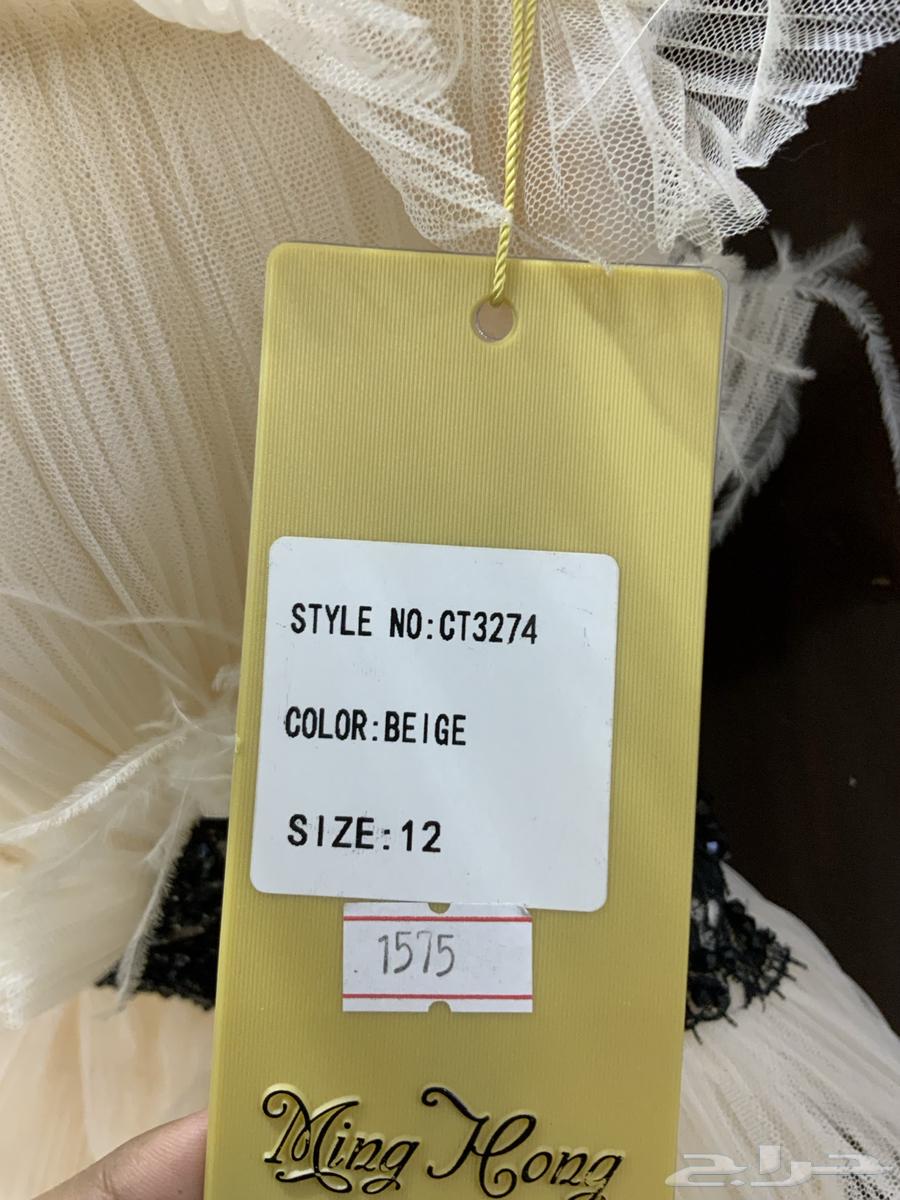 STYLE NO:CT3274
COLOR:BEIGE
SIZE:12
1575
Ming Hong
حراج